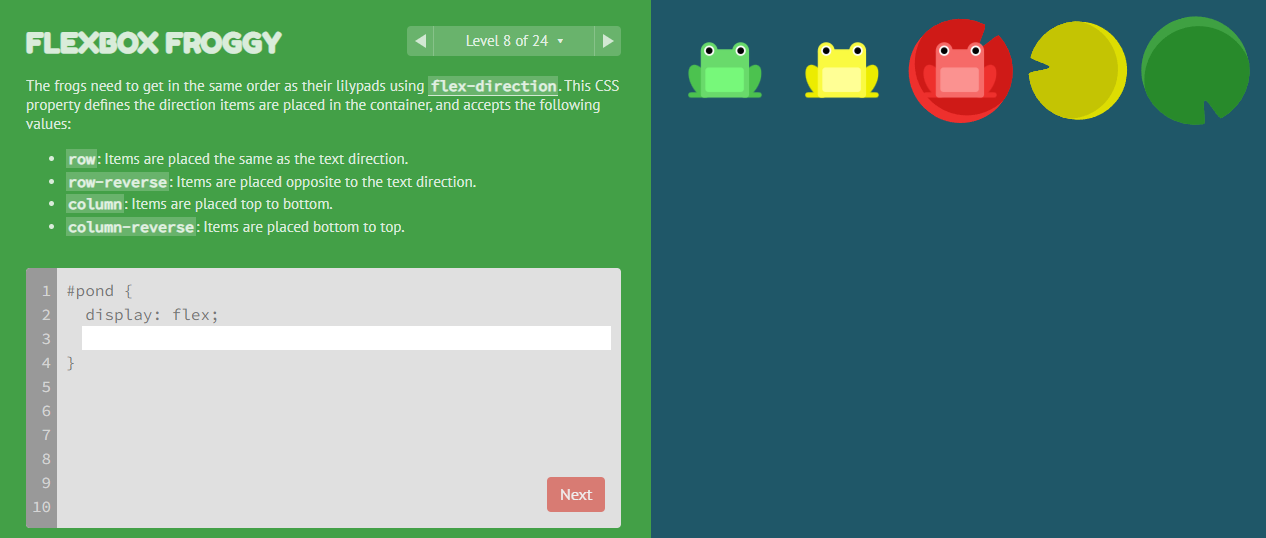 FLEXBOX FROGGY
Level 8 of 24
The frogs need to get in the same order as their lilypads using flex-direction. This CSS
property defines the direction items are placed in the container, and accepts the following
values:
• row: Items are placed the same as the text direction.
• row-reverse: Items are placed opposite to the text direction.
• column: Items are placed top to bottom.
• column-reverse: Items are placed bottom to top.
1 #pond {
2 display: flex;
3
4 }
5
6
7
8
9
10
Next